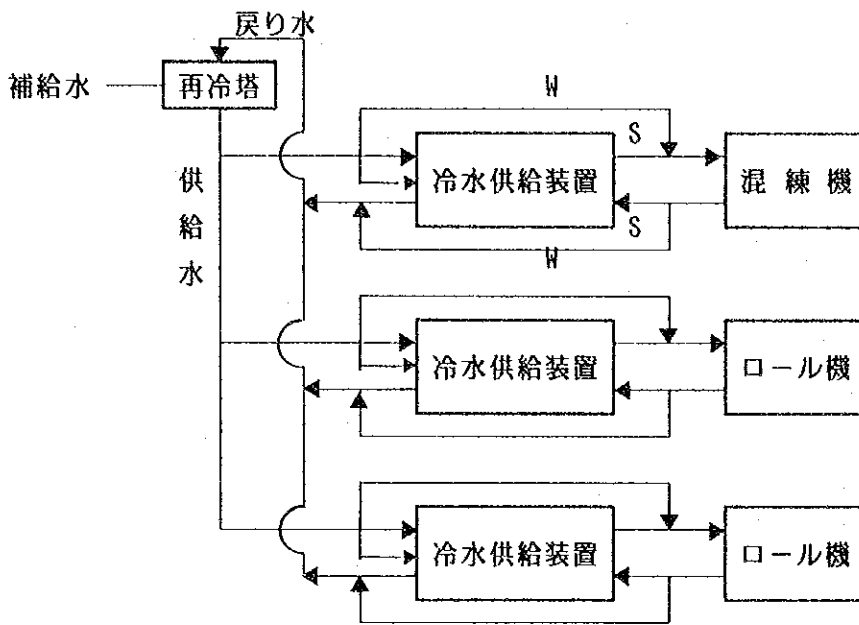 戻り水
補給水
再冷塔
W
S
冷水供給装置
混練機
供給水
S
W
冷水供給装置
ロール機
冷水供給装置
ロール機